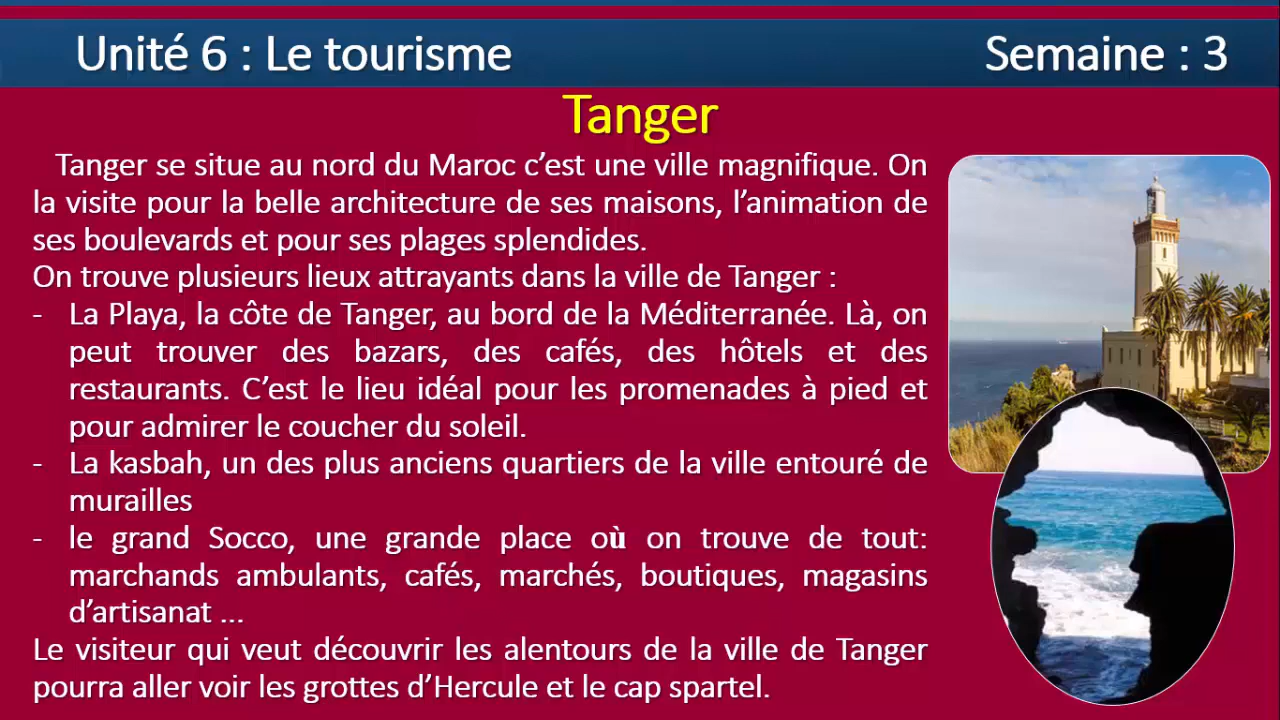 Unité 6 : Le tourisme
Semaine : 3
Tanger
Tanger se situe au nord du Maroc c’est une ville magnifique. On
la visite pour la belle architecture de ses maisons, l’animation de
ses boulevards et pour ses plages splendides.
On trouve plusieurs lieux attrayants dans la ville de Tanger :
- La Playa, la côte de Tanger, au bord de la Méditerranée. Là, on
peut trouver des bazars, des cafés, des hôtels et des
restaurants. C’est le lieu idéal pour les promenades à pied et
pour admirer le coucher du soleil.
- La kasbah, un des plus anciens quartiers de la ville entouré de
murailles
- le grand Socco, une grande place où on trouve de tout:
marchands ambulants, cafés, marchés, boutiques, magasins
d’artisanat ...
Le visiteur qui veut découvrir les alentours de la ville de Tanger
pourra aller voir les grottes d’Hercule et le cap spartel.